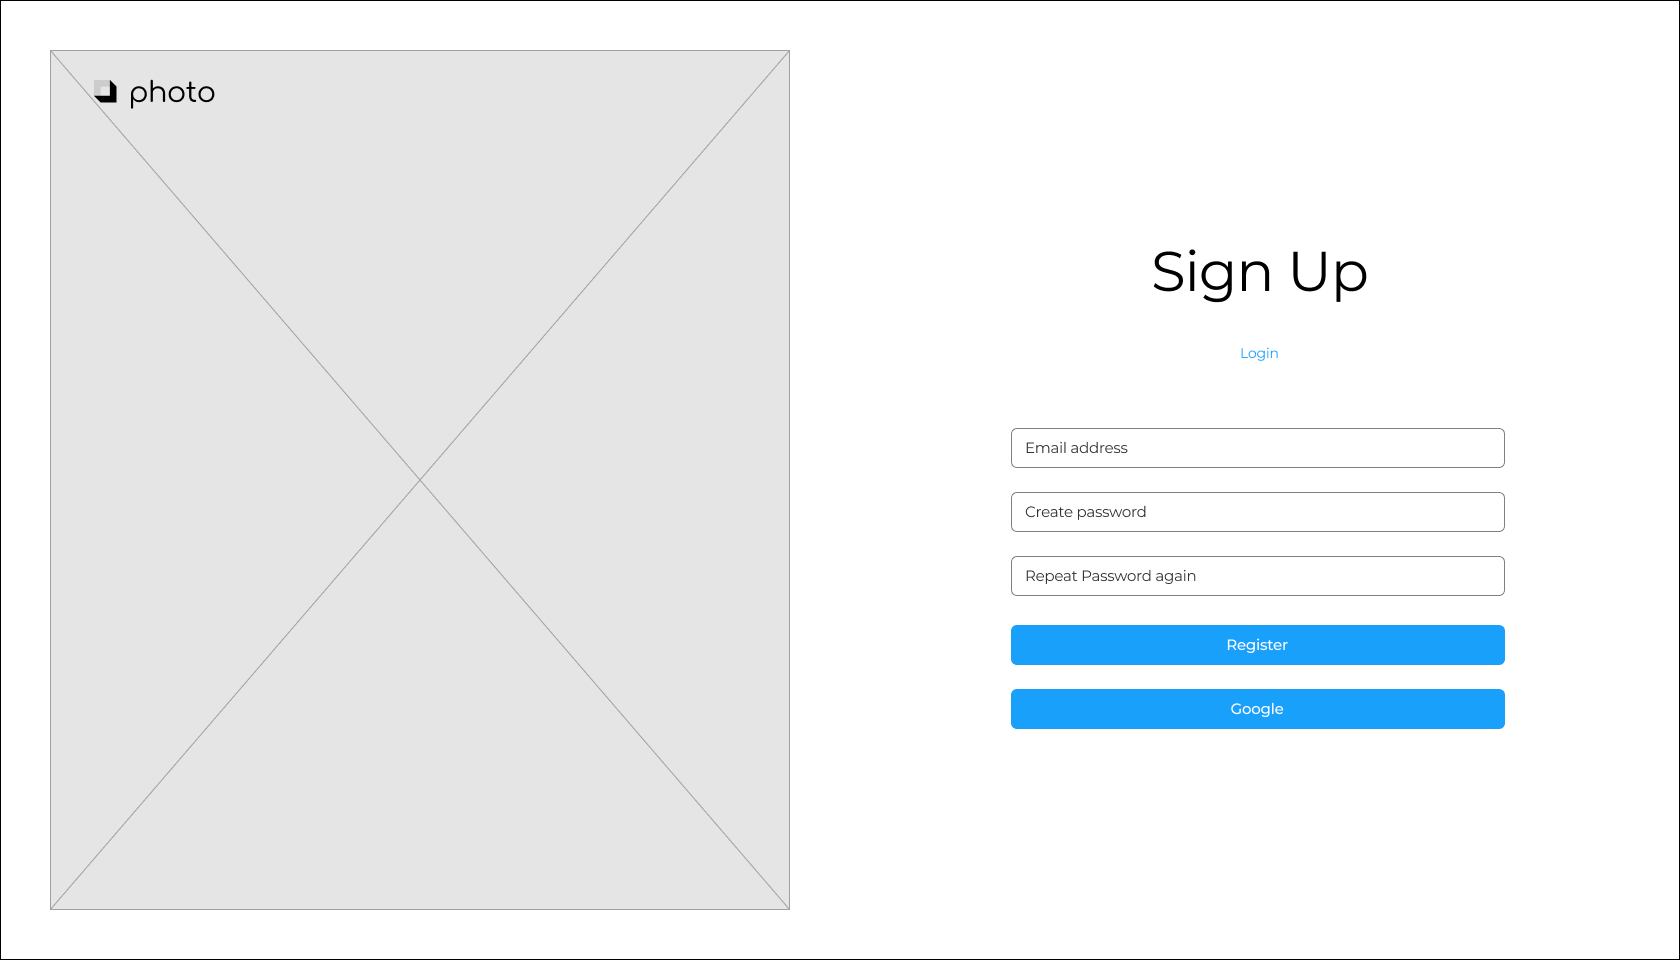 photo
Sign Up
Login
Email address
Create password
Repeat Password again
Register
Google